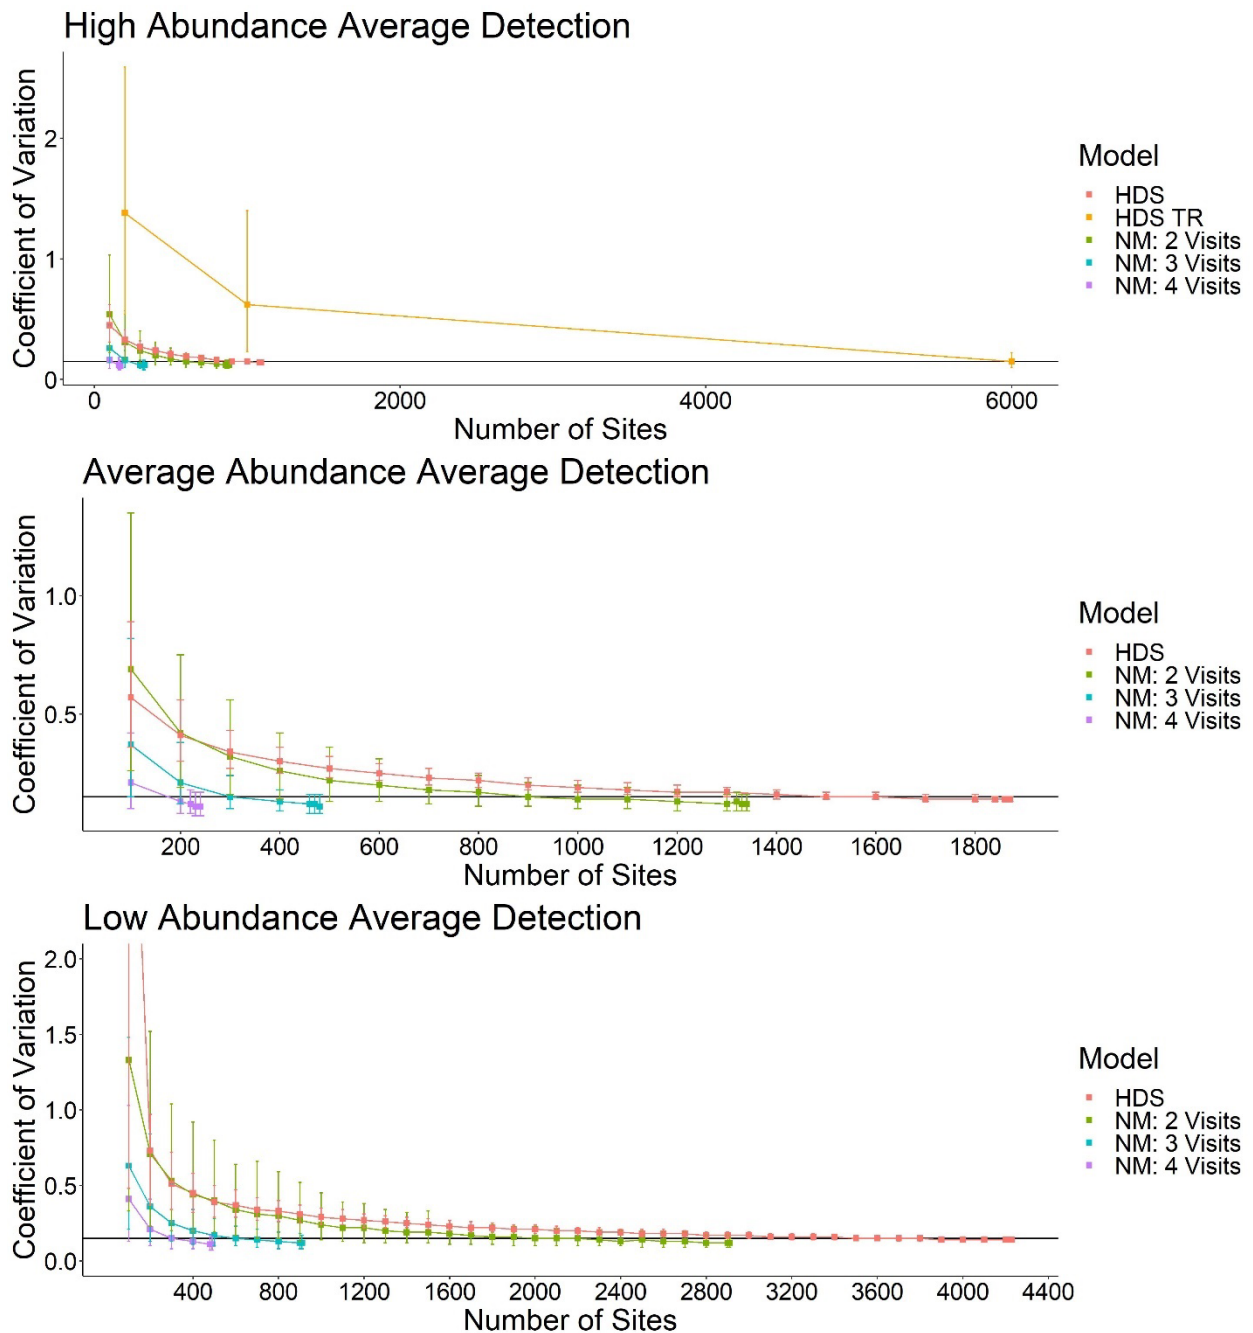 High Abundance Average Detection
Coefficient of Variation
2
1
0
0 2000 4000 6000
Number of Sites
Model
HDS
HDS TR
NM: 2 Visits
NM: 3 Visits
NM: 4 Visits
Average Abundance Average Detection
Coefficient of Variation
1.0
0.5
200 400 600 800 1000 1200 1400 1600 1800
Number of Sites
Model
HDS
NM: 2 Visits
NM: 3 Visits
NM: 4 Visits
Low Abundance Average Detection
Coefficient of Variation
2.0
1.5
1.0
0.5
0.0
400 800 1200 1600 2000 2400 2800 3200 3600 4000 4400
Number of Sites
Model
HDS
NM: 2 Visits
NM: 3 Visits
NM: 4 Visits